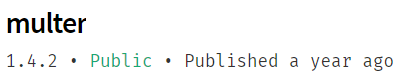 multer
1.4.2 • Public • Published a year ago